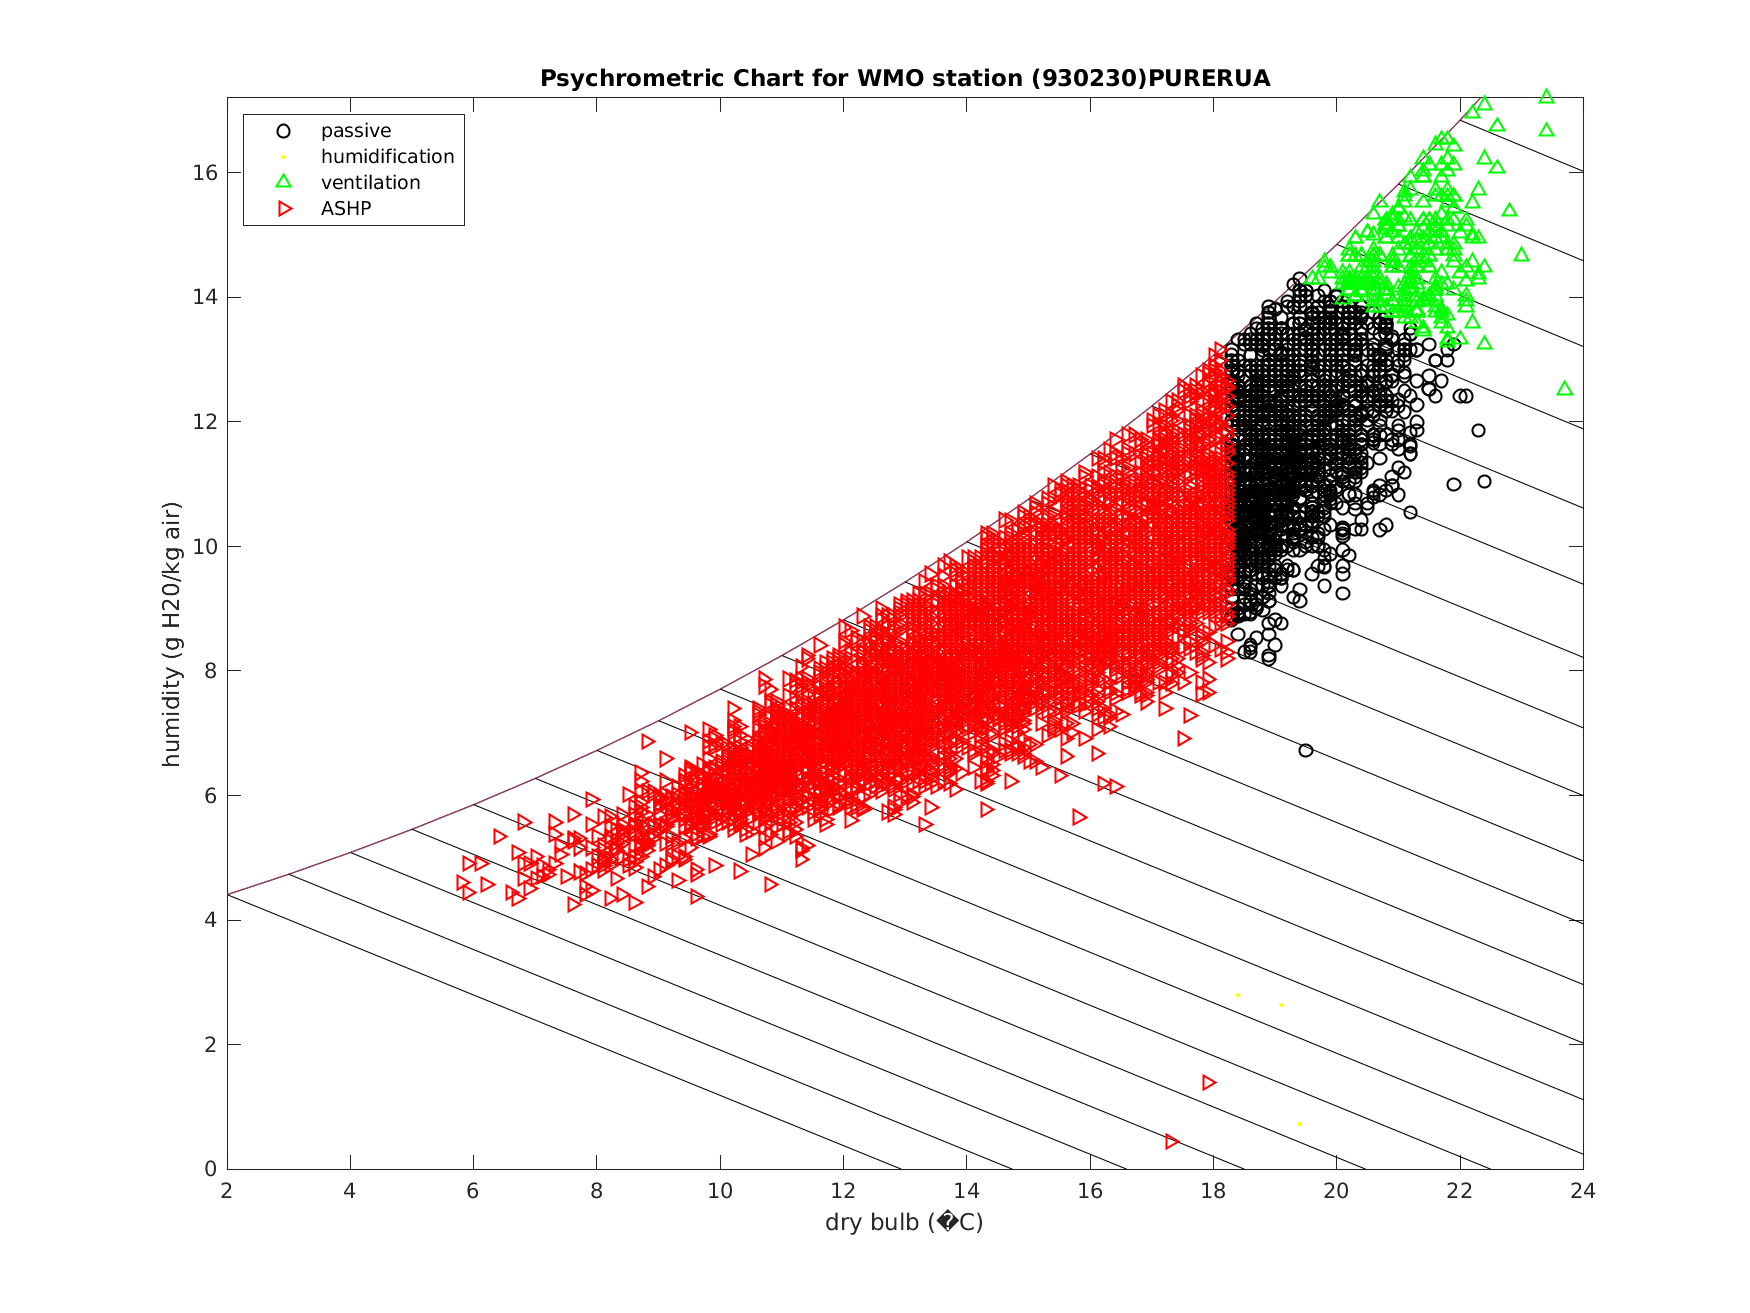 Psychrometric Chart for WMO station (930230)PURERUA
passive
humidification
ventilation
ASHP
humidity (g H20/kg air)
16
14
12
10
8
6
4
2
0
2 4 6 8 10 12 14 16 18 20 22 24
dry bulb (�C)